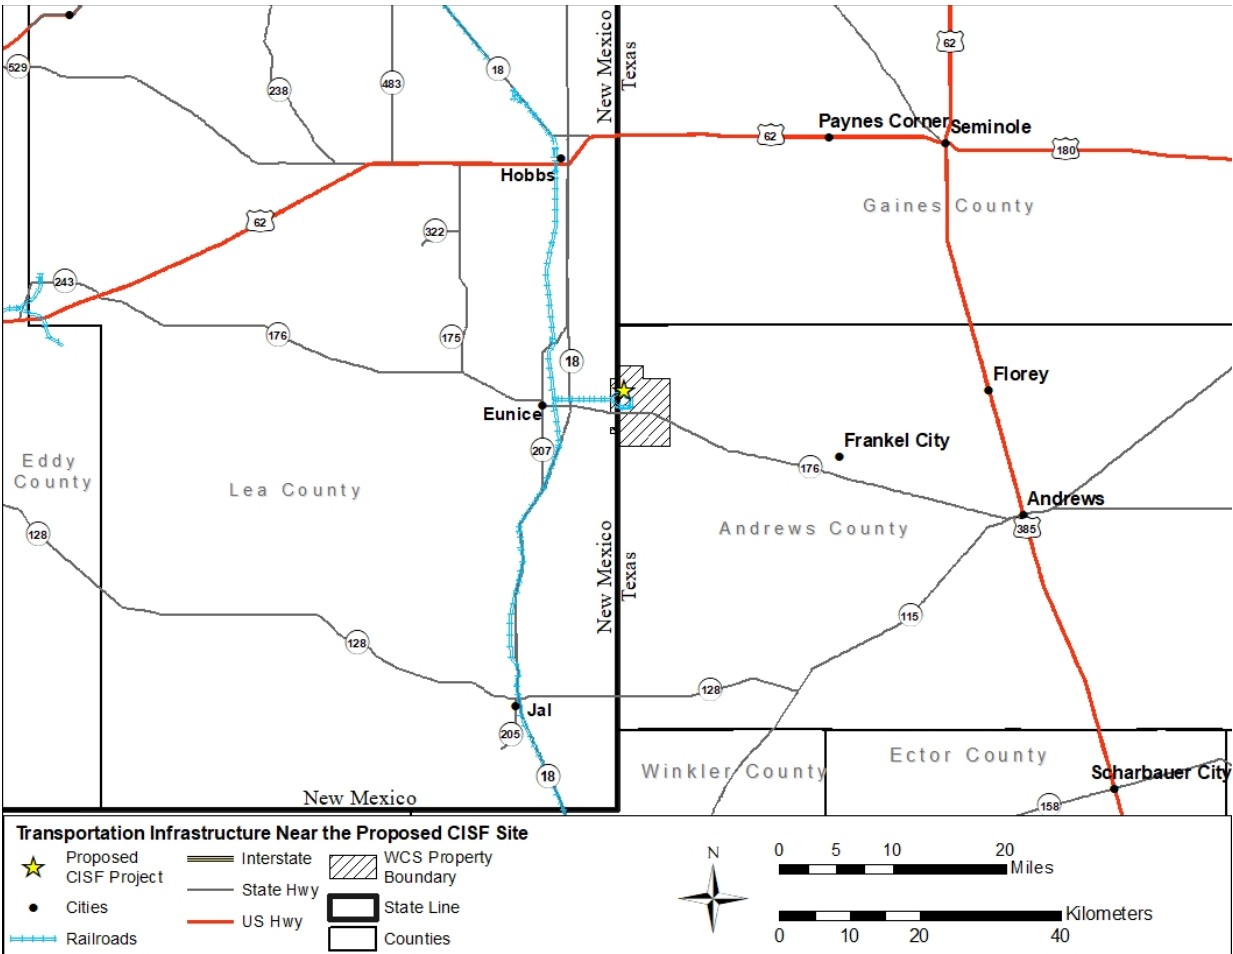 New Mexico
Texas
62
529
18
483
238
Paynes Corner
Seminole
62
180
Hobbs
Gaines County
62
322
243
176
175
18
Florey
Eunice
Frankel City
207
176
Eddy
County
Lea County
Andrews
385
Andrews County
128
New Mexico
Texas
115
128
128
Jal
205
Winkler County
Ector County
18
Scharbauer City
158
New Mexico
Transportation Infrastructure Near the Proposed CISF Site
Proposed
CISF Project
Cities
Railroads
Interstate
State Hwy
US Hwy
WCS Property
Boundary
State Line
Counties
N
0 5 10 20
Miles
Kilometers
0 10 20 40